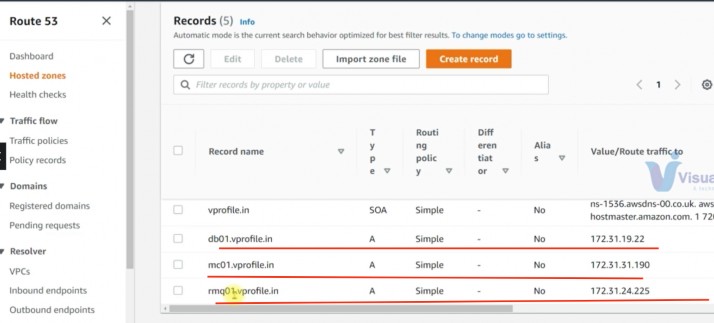 Route 53
Dashboard
Hosted zones
Health checks
Traffic flow
Traffic policies
Policy records
Domains
Registered domains
Pending requests
Resolver
VPCs
Inbound endpoints
Outbound endpoints
Records (5) Info
Automatic mode is the current search behavior optimized for best filter results. To change modes go to settings.
Edit Delete Import zone file Create record
Filter records by property or value
1
Record name Type Routing policy Differentiator Alias Value/Route traffic to
Visua
vprofile.in SOA Simple - No ns-1536.awsdns-00.co.uk. aws
hostmaster.amazon.com. 1 720
db01.vprofile.in A Simple - No 172.31.19.22
mc01.vprofile.in A Simple - No 172.31.31.190
rmq01.vprofile.in A Simple - No 172.31.24.225